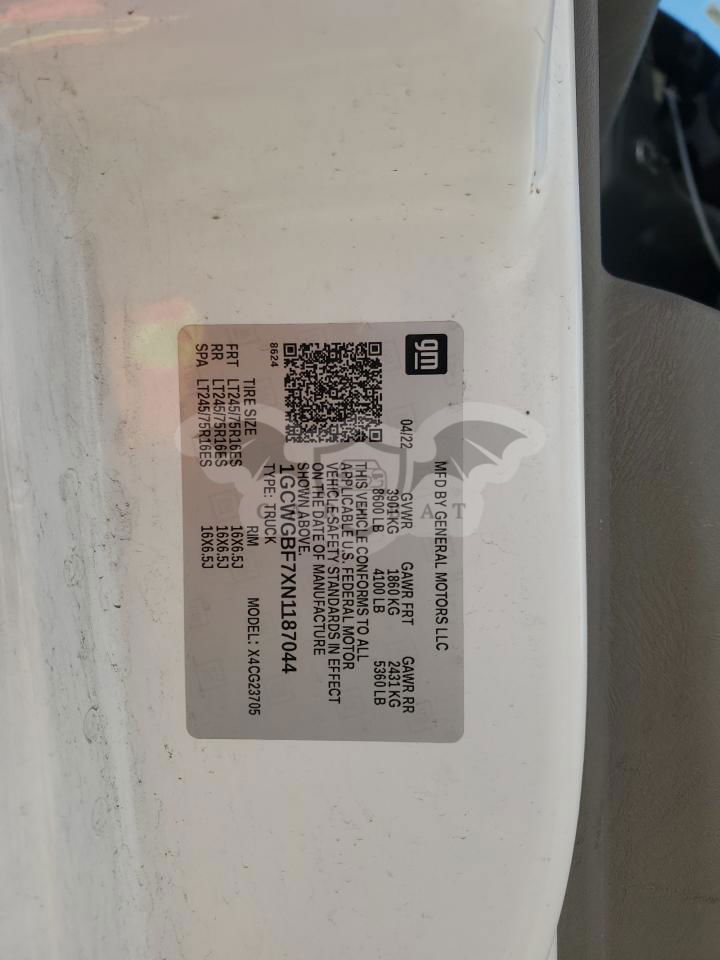 gm
MFD BY GENERAL MOTORS LLC
04/22 GVWR GAWR FRT GAWR RR
3901 KG 1860 KG 2431 KG
8600 LB 4100 LB 5360 LB
THIS VEHICLE CONFORMS TO ALL
APPLICABLE U.S. FEDERAL MOTOR
VEHICLE SAFETY STANDARDS IN EFFECT
ON THE DATE OF MANUFACTURE
SHOWN ABOVE.
1GCWGBF7XN1187044
8624 TYPE: TRUCK
TIRE SIZE RIM MODEL: X4CG23705
FRT LT245/75R16ES 16X6.5J
RR LT245/75R16ES 16X6.5J
SPA LT245/75R16ES 16X6.5J